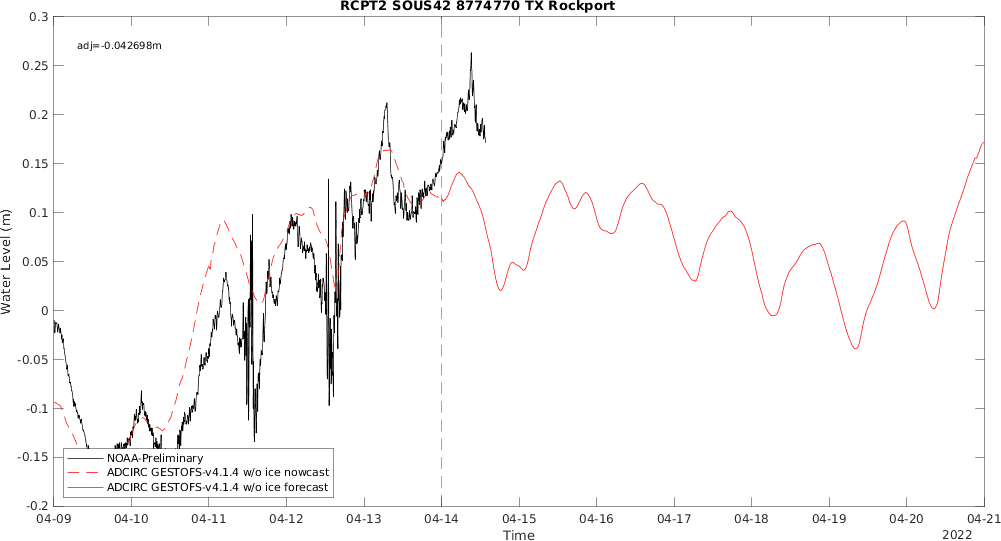 RCPT2 SOUS42 8774770 TX Rockport
adj=-0.042698m
0.3
0.25
0.2
0.15
0.1
0.05
0
-0.05
-0.1
-0.15
-0.2
Water Level (m)
NOAA-Preliminary
ADCIRC GESTOFS-v4.1.4 w/o ice nowcast
ADCIRC GESTOFS-v4.1.4 w/o ice forecast
04-09 04-10 04-11 04-12 04-13 04-14 04-15 04-16 04-17 04-18 04-19 04-20 04-21
Time
2022